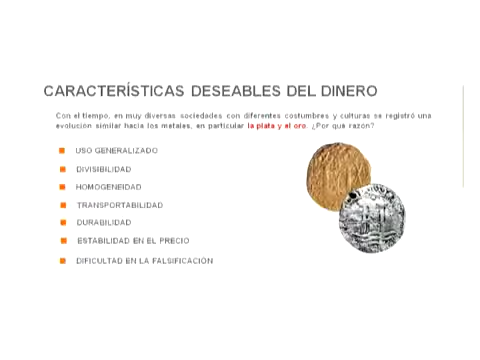 CARACTERÍSTICAS DESEABLES DEL DINERO
Con el tiempo, en muy diversas sociedades con diferentes costumbres y culturas se registró una
evolución similar hacia los metales, en particular la plata y el oro. ¿Por qué razón?
USO GENERALIZADO
DIVISIBILIDAD
HOMOGENEIDAD
TRANSPORTABILIDAD
DURABILIDAD
ESTABILIDAD EN EL PRECIO
DIFICULTAD EN LA FALSIFICACIÓN